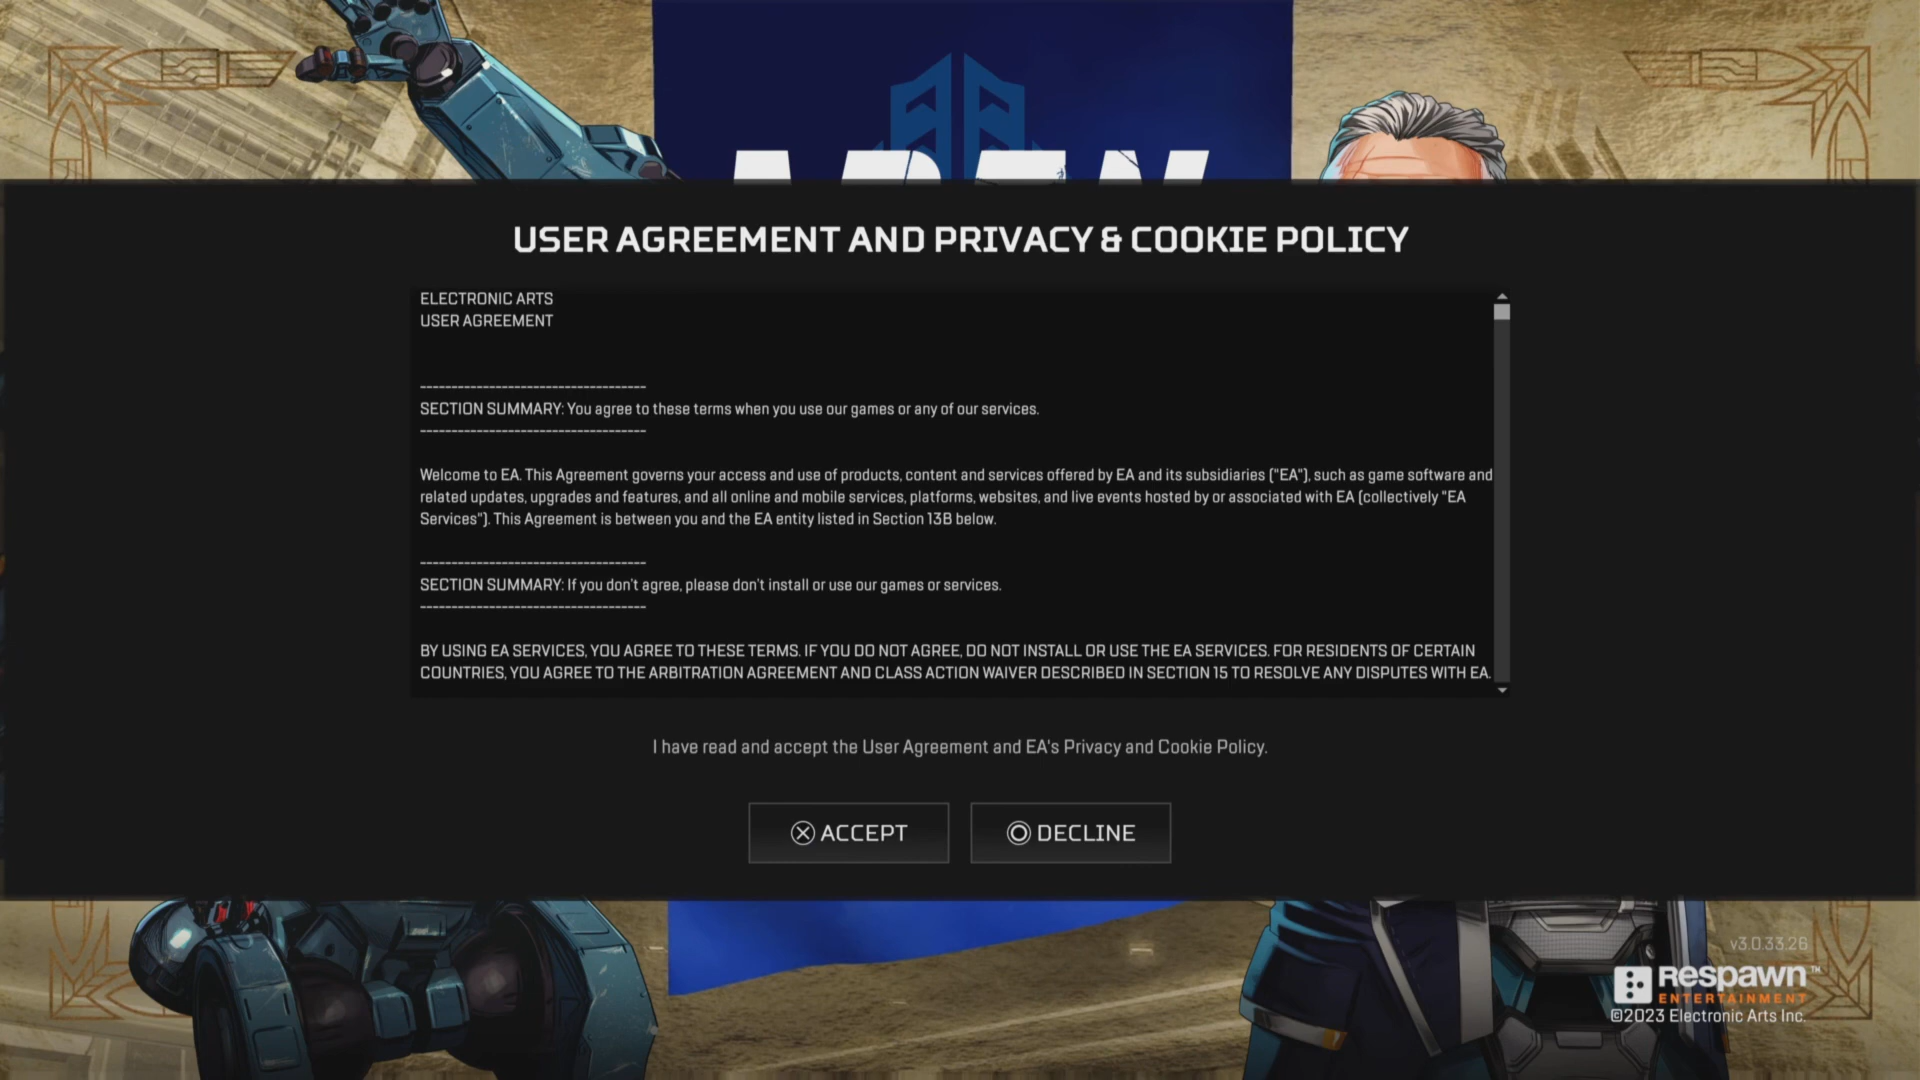 APEX
USER AGREEMENT AND PRIVACY & COOKIE POLICY
ELECTRONIC ARTS
USER AGREEMENT
------------------------------------
SECTION SUMMARY: You agree to these terms when you use our games or any of our services.
------------------------------------
Welcome to EA. This Agreement governs your access and use of products, content and services offered by EA and its subsidiaries ("EA"), such as game software and
related updates, upgrades and features, and all online and mobile services, platforms, websites, and live events hosted by or associated with EA (collectively "EA
Services"). This Agreement is between you and the EA entity listed in Section 13B below.
------------------------------------
SECTION SUMMARY: If you don't agree, please don't install or use our games or services.
------------------------------------
BY USING EA SERVICES, YOU AGREE TO THESE TERMS. IF YOU DO NOT AGREE, DO NOT INSTALL OR USE THE EA SERVICES. FOR RESIDENTS OF CERTAIN
COUNTRIES, YOU AGREE TO THE ARBITRATION AGREEMENT AND CLASS ACTION WAIVER DESCRIBED IN SECTION 15 TO RESOLVE ANY DISPUTES WITH EA.
I have read and accept the User Agreement and EA's Privacy and Cookie Policy.
ACCEPT
DECLINE
v3.0.33.26
Respawn™
ENTERTAINMENT
©2023 Electronic Arts Inc.